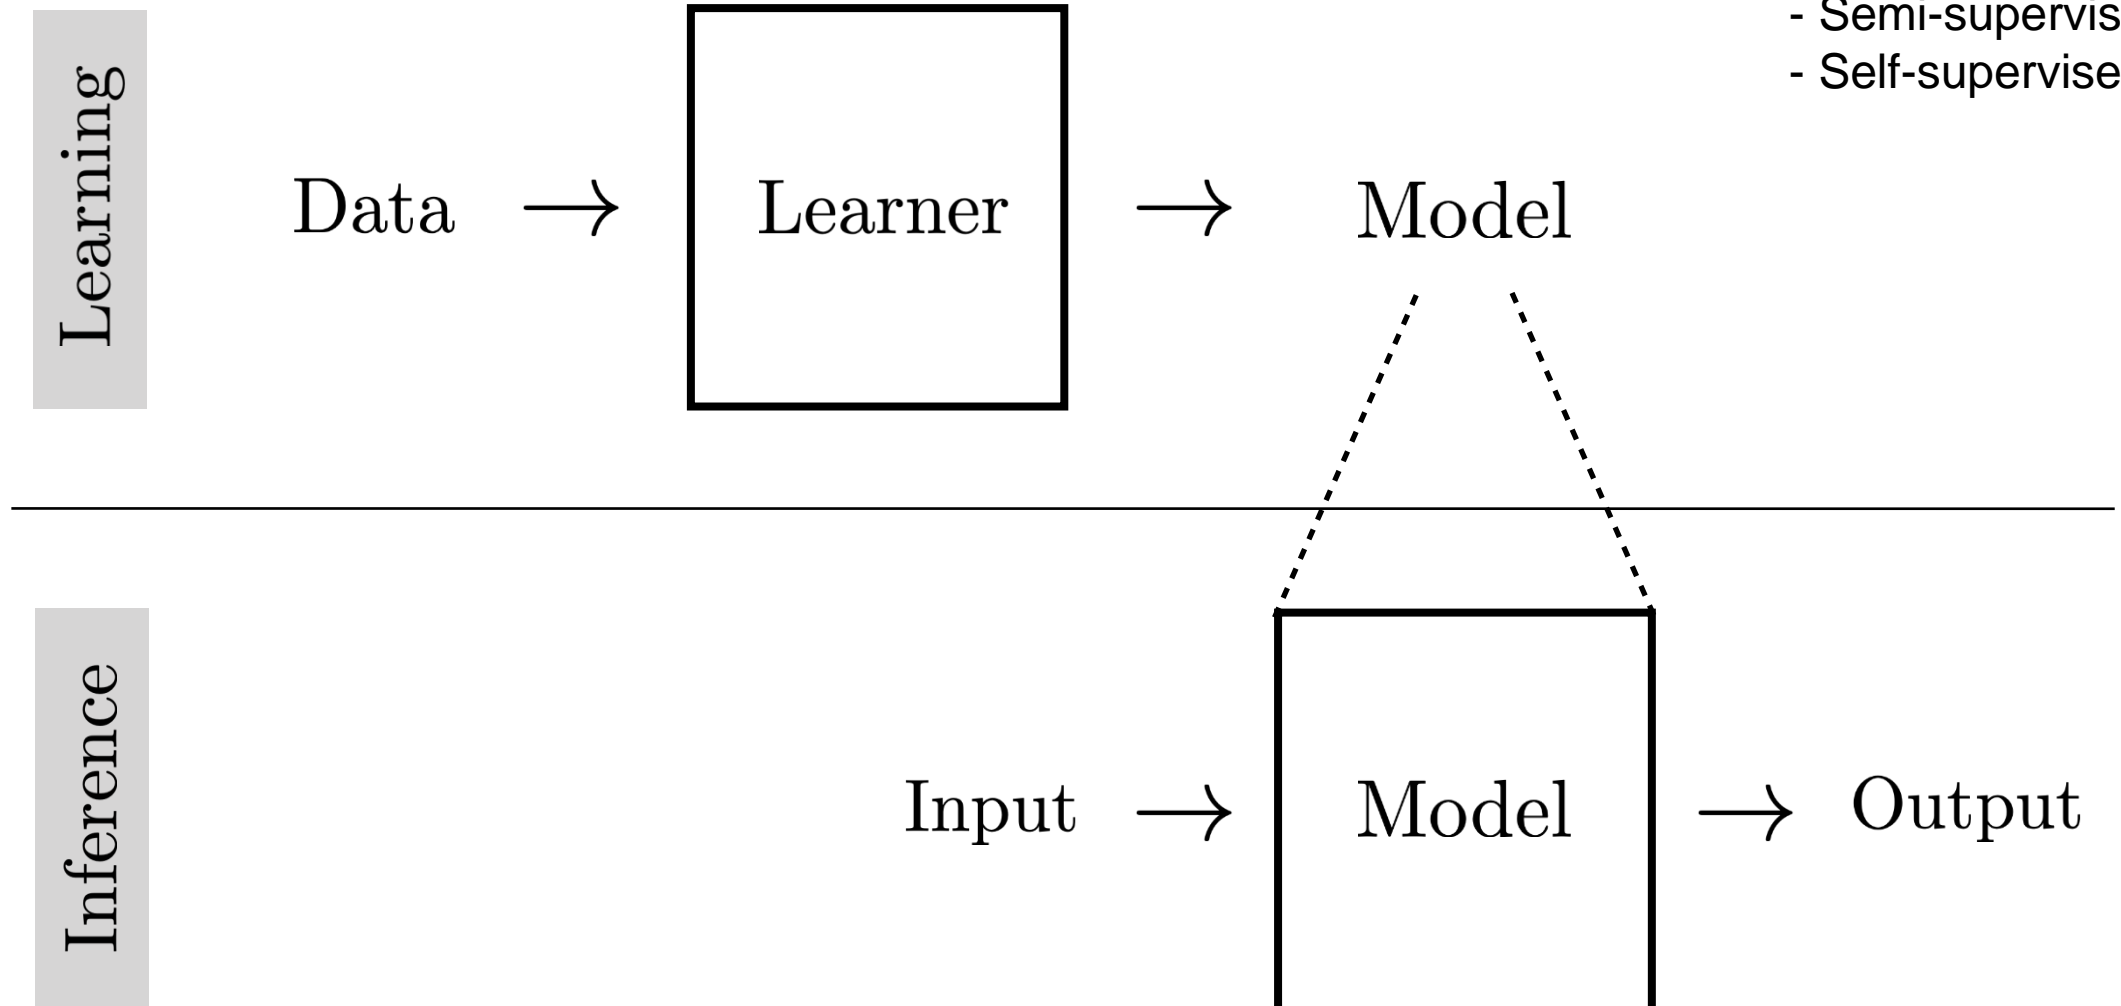 - Semi-supervis
- Self-supervise
Learning
Data → Learner → Model
Inference
Input → Model → Output